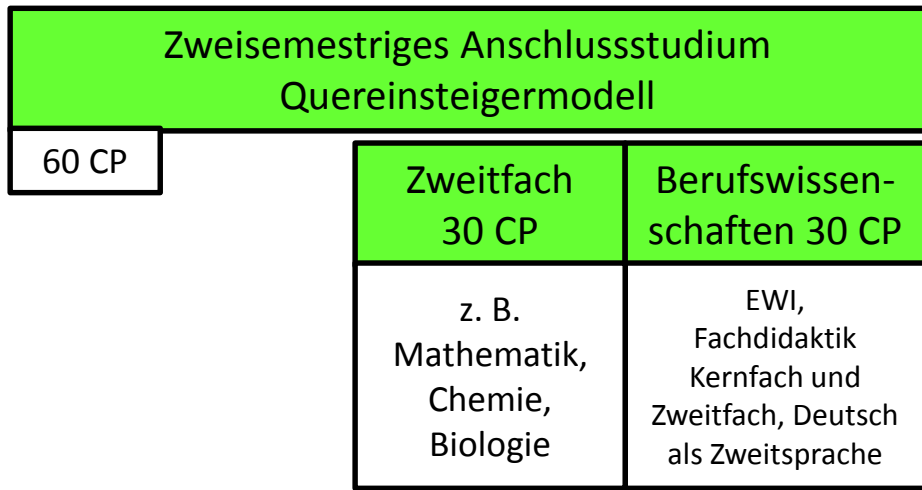 Zweisemestriges Anschlussstudium
Quereinsteigermodell
60 CP
Zweitfach
30 CP
Berufswissen-
schaften 30 CP
z. B.
Mathematik,
Chemie,
Biologie
EWI,
Fachdidaktik
Kernfach und
Zweitfach, Deutsch
als Zweitsprache